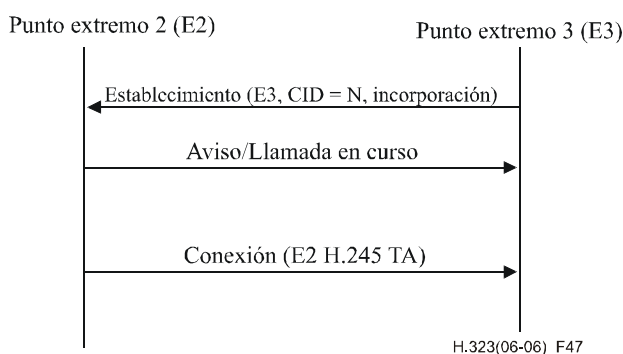 Punto extremo 2 (E2)
Punto extremo 3 (E3)
Establecimiento (E3, CID = N, incorporación)
Aviso/Llamada en curso
Conexión (E2 H.245 TA)
H.323(06-06)_F47